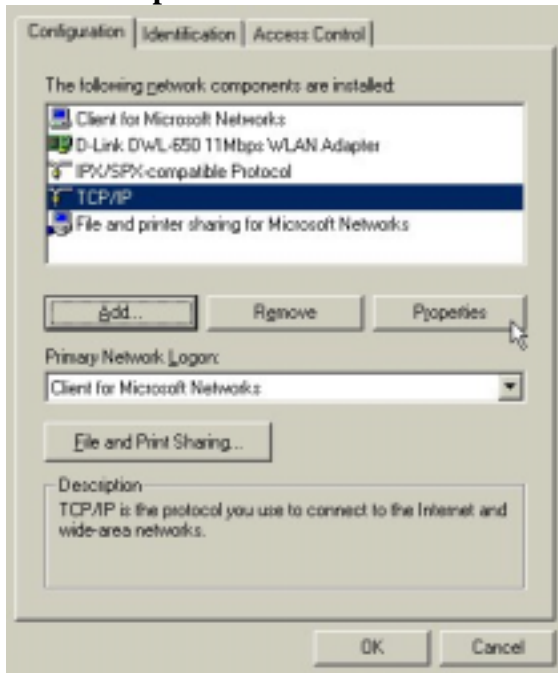 Configuration Identification Access Control
The following network components are installed:
Client for Microsoft Networks
D-Link DWL-650 11Mbps WLAN Adapter
IPX/SPX-compatible Protocol
TCP/IP
File and printer sharing for Microsoft Networks
Add... Remove Properties
Primary Network Logon:
Client for Microsoft Networks
File and Print Sharing...
Description
TCP/IP is the protocol you use to connect to the Internet and
wide-area networks.
OK Cancel